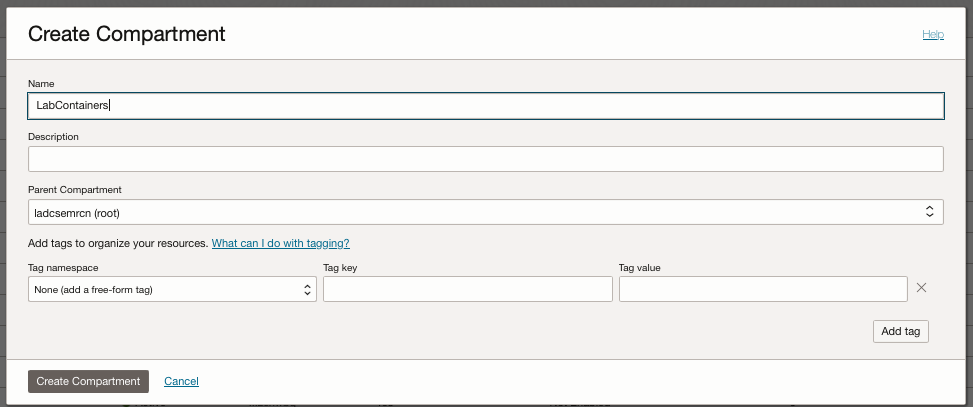 Create Compartment
Help
Name
LabContainers
Description
Parent Compartment
ladcsemrcn (root)
Add tags to organize your resources. What can I do with tagging?
Tag namespace Tag key Tag value
None (add a free-form tag)
Add tag
Create Compartment Cancel